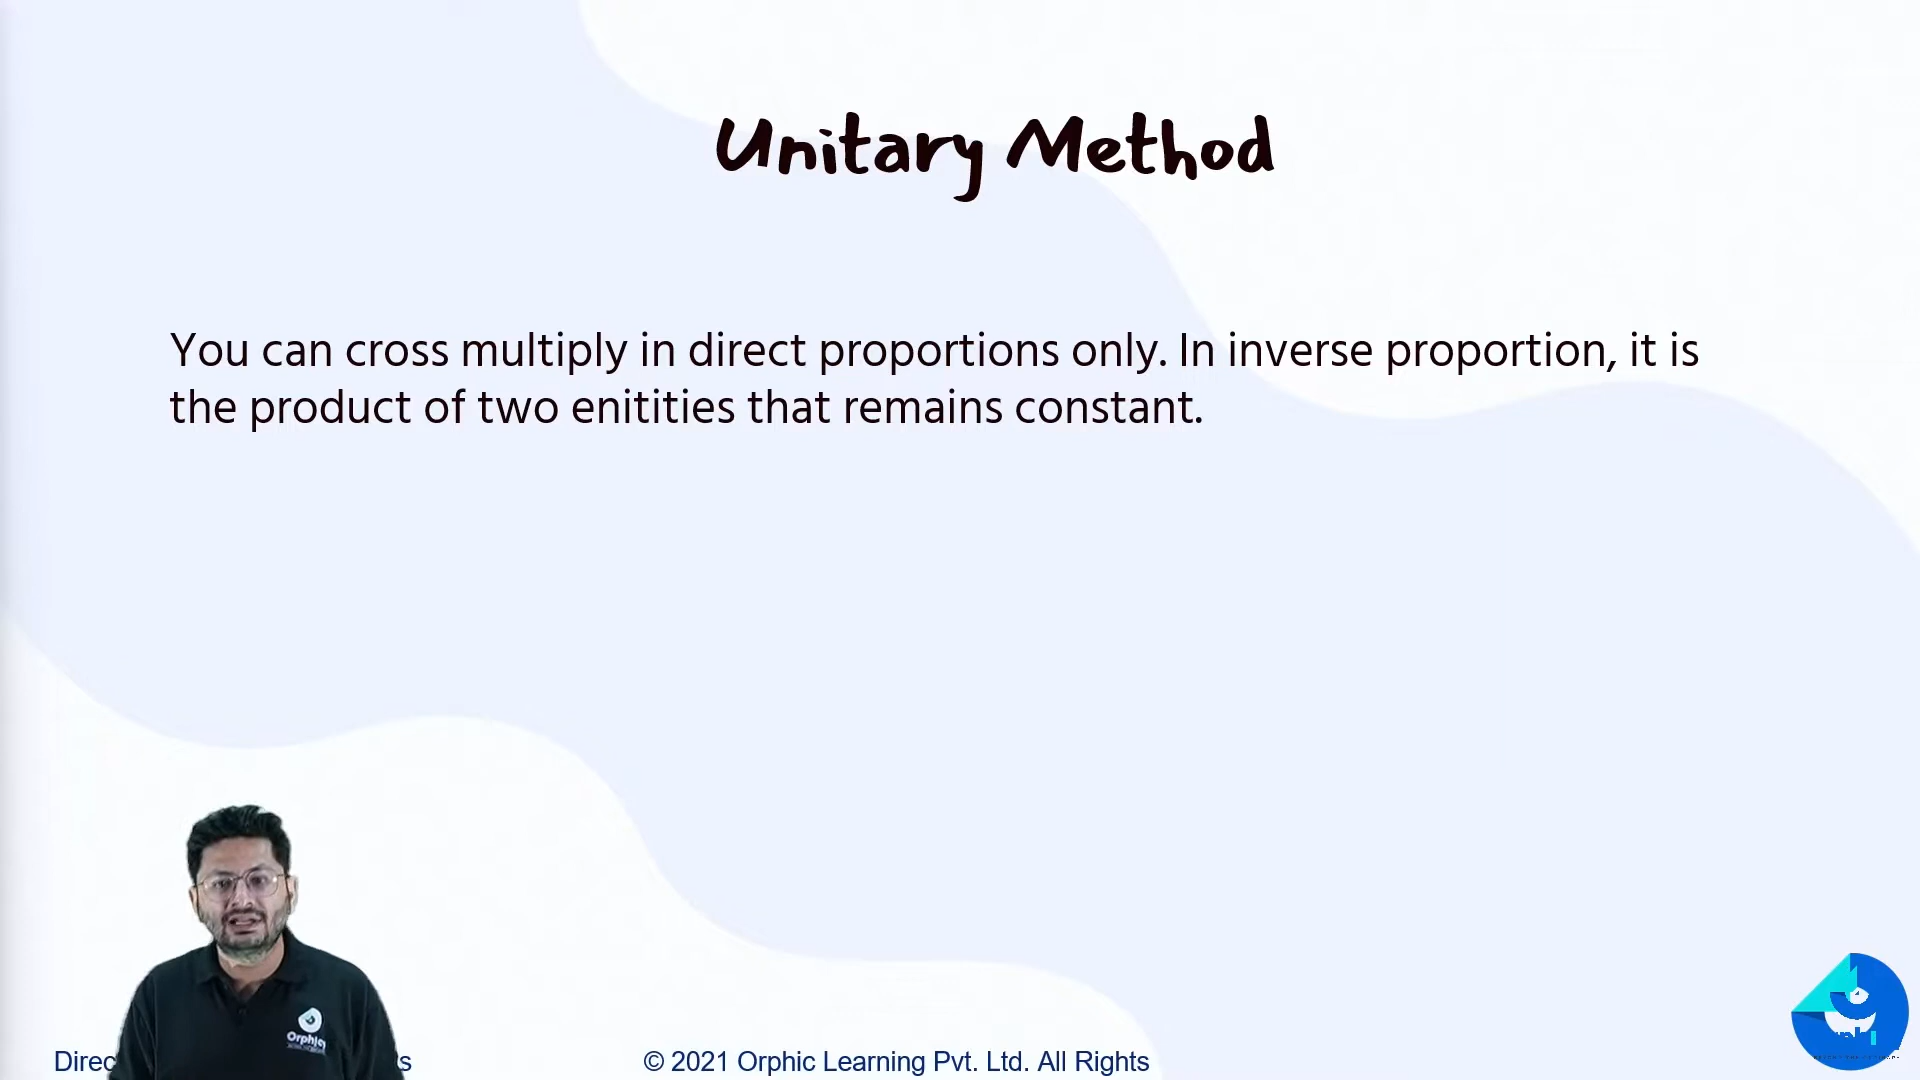 Unitary Method
You can cross multiply in direct proportions only. In inverse proportion, it is
the product of two enitities that remains constant.
© 2021 Orphic Learning Pvt. Ltd. All Rights